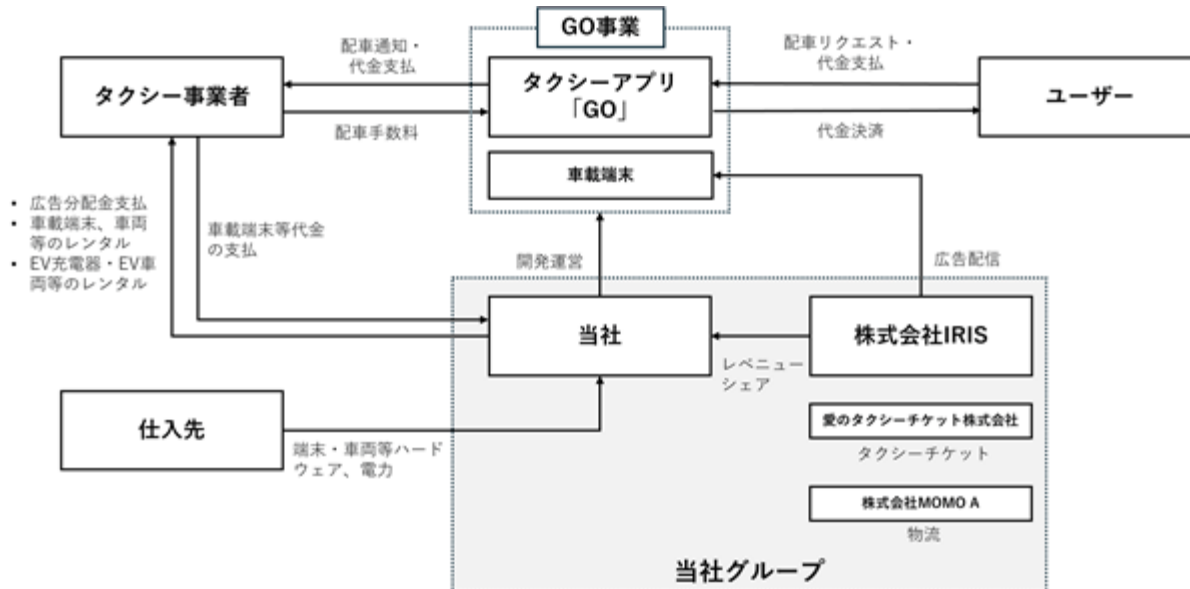 GO事業
配車通知・
代金支払
配車リクエスト・
代金支払
タクシー事業者
タクシーアプリ
「GO」
ユーザー
配車手数料
代金決済
車載端末
• 広告分配金支払
• 車載端末、車両
等のレンタル
• EV充電器・EV車
両等のレンタル
車載端末等代金
の支払
開発運営
広告配信
当社
株式会社IRIS
レベニュー
シェア
仕入先
端末・車両等ハード
ウェア、電力
愛のタクシーチケット株式会社
タクシーチケット
株式会社MOMO A
物流
当社グループ